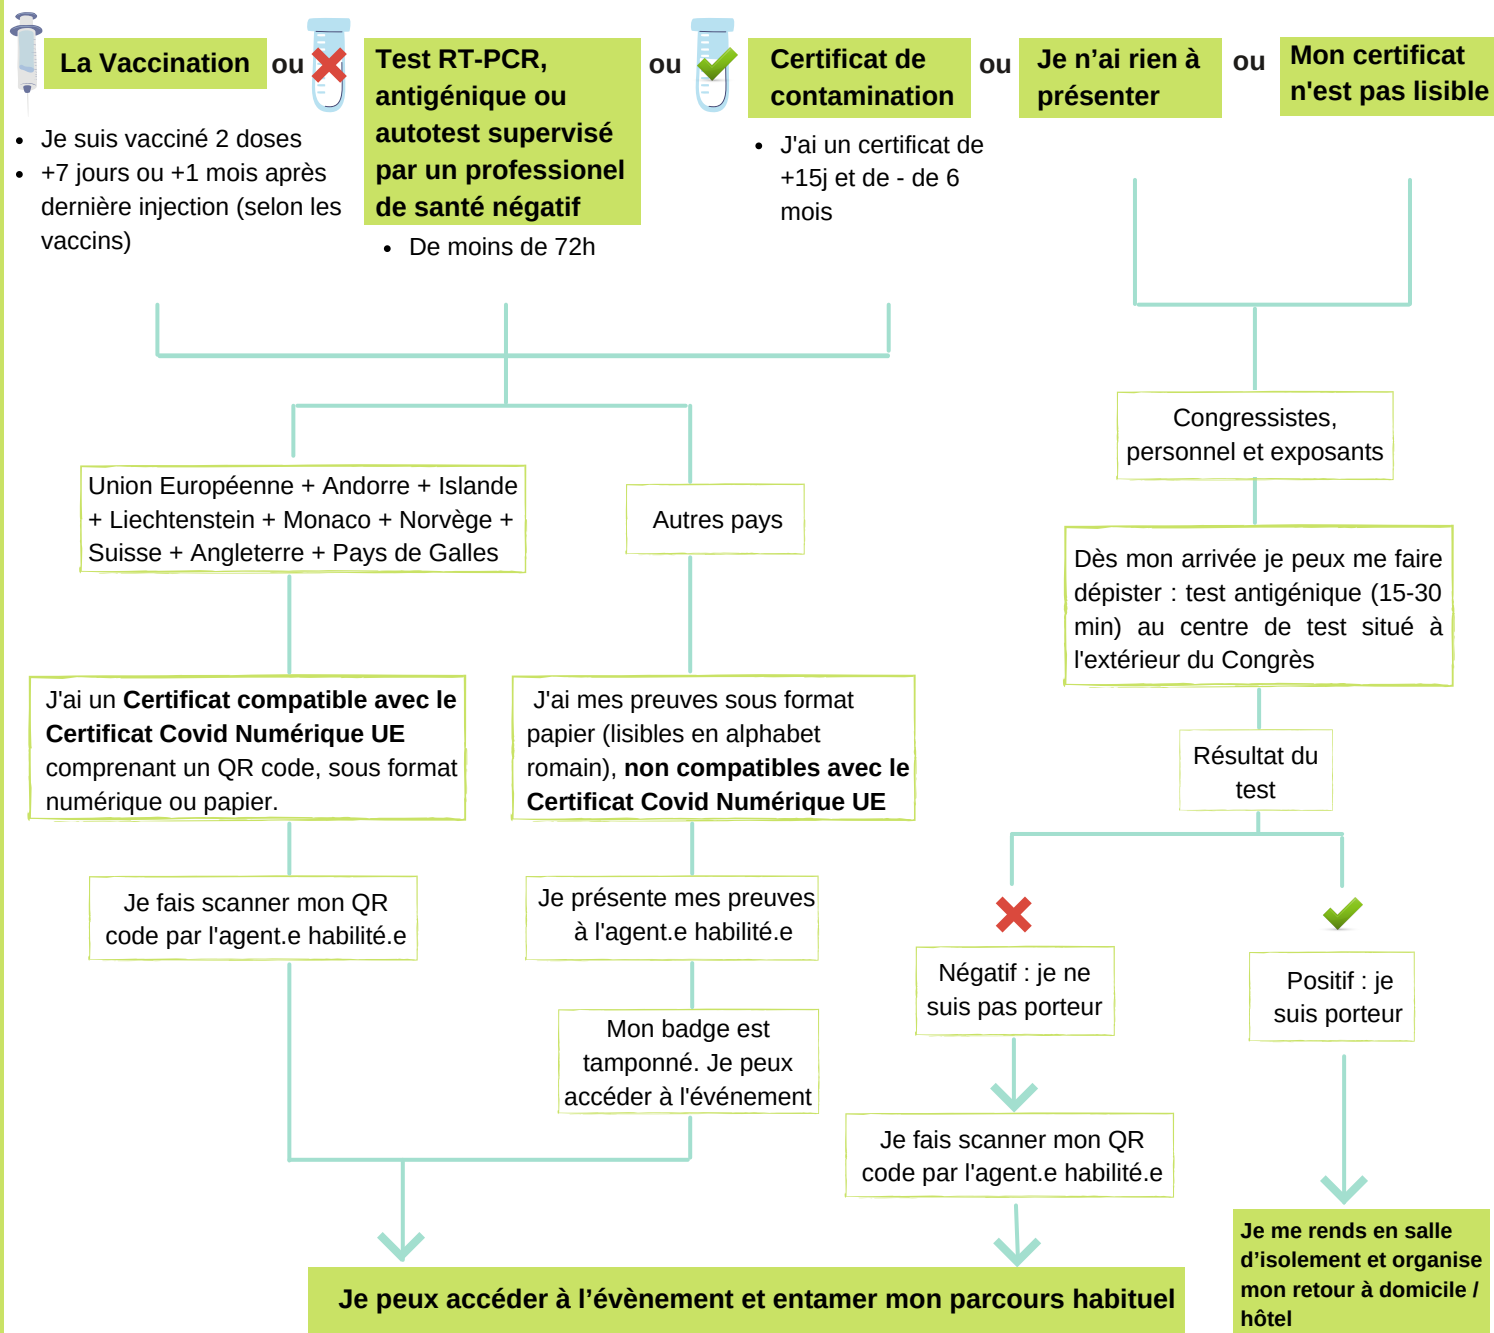 La Vaccination
ou
Test RT-PCR,
antigénique ou
autotest supervisé
par un professionel
de santé négatif
ou
Certificat de
contamination
ou
Je n’ai rien à
présenter
ou
Mon certificat
n'est pas lisible
• Je suis vacciné 2 doses
• +7 jours ou +1 mois après
dernière injection (selon les
vaccins)
• De moins de 72h
• J'ai un certificat de
+15j et de - de 6
mois
Union Européenne + Andorre + Islande
+ Liechtenstein + Monaco + Norvège +
Suisse + Angleterre + Pays de Galles
Autres pays
Congressistes,
personnel et exposants
Dès mon arrivée je peux me faire
dépister : test antigénique (15-30
min) au centre de test situé à
l'extérieur du Congrès
J'ai un Certificat compatible avec le
Certificat Covid Numérique UE
comprenant un QR code, sous format
numérique ou papier.
J'ai mes preuves sous format
papier (lisibles en alphabet
romain), non compatibles avec le
Certificat Covid Numérique UE
Résultat du
test
Je fais scanner mon QR
code par l'agent.e habilité.e
Je présente mes preuves
à l'agent.e habilité.e
Négatif : je ne
suis pas porteur
Positif : je
suis porteur
Mon badge est
tamponné. Je peux
accéder à l'événement
Je fais scanner mon QR
code par l'agent.e habilité.e
Je peux accéder à l’évènement et entamer mon parcours habituel
Je me rends en salle
d’isolement et organise
mon retour à domicile /
hôtel